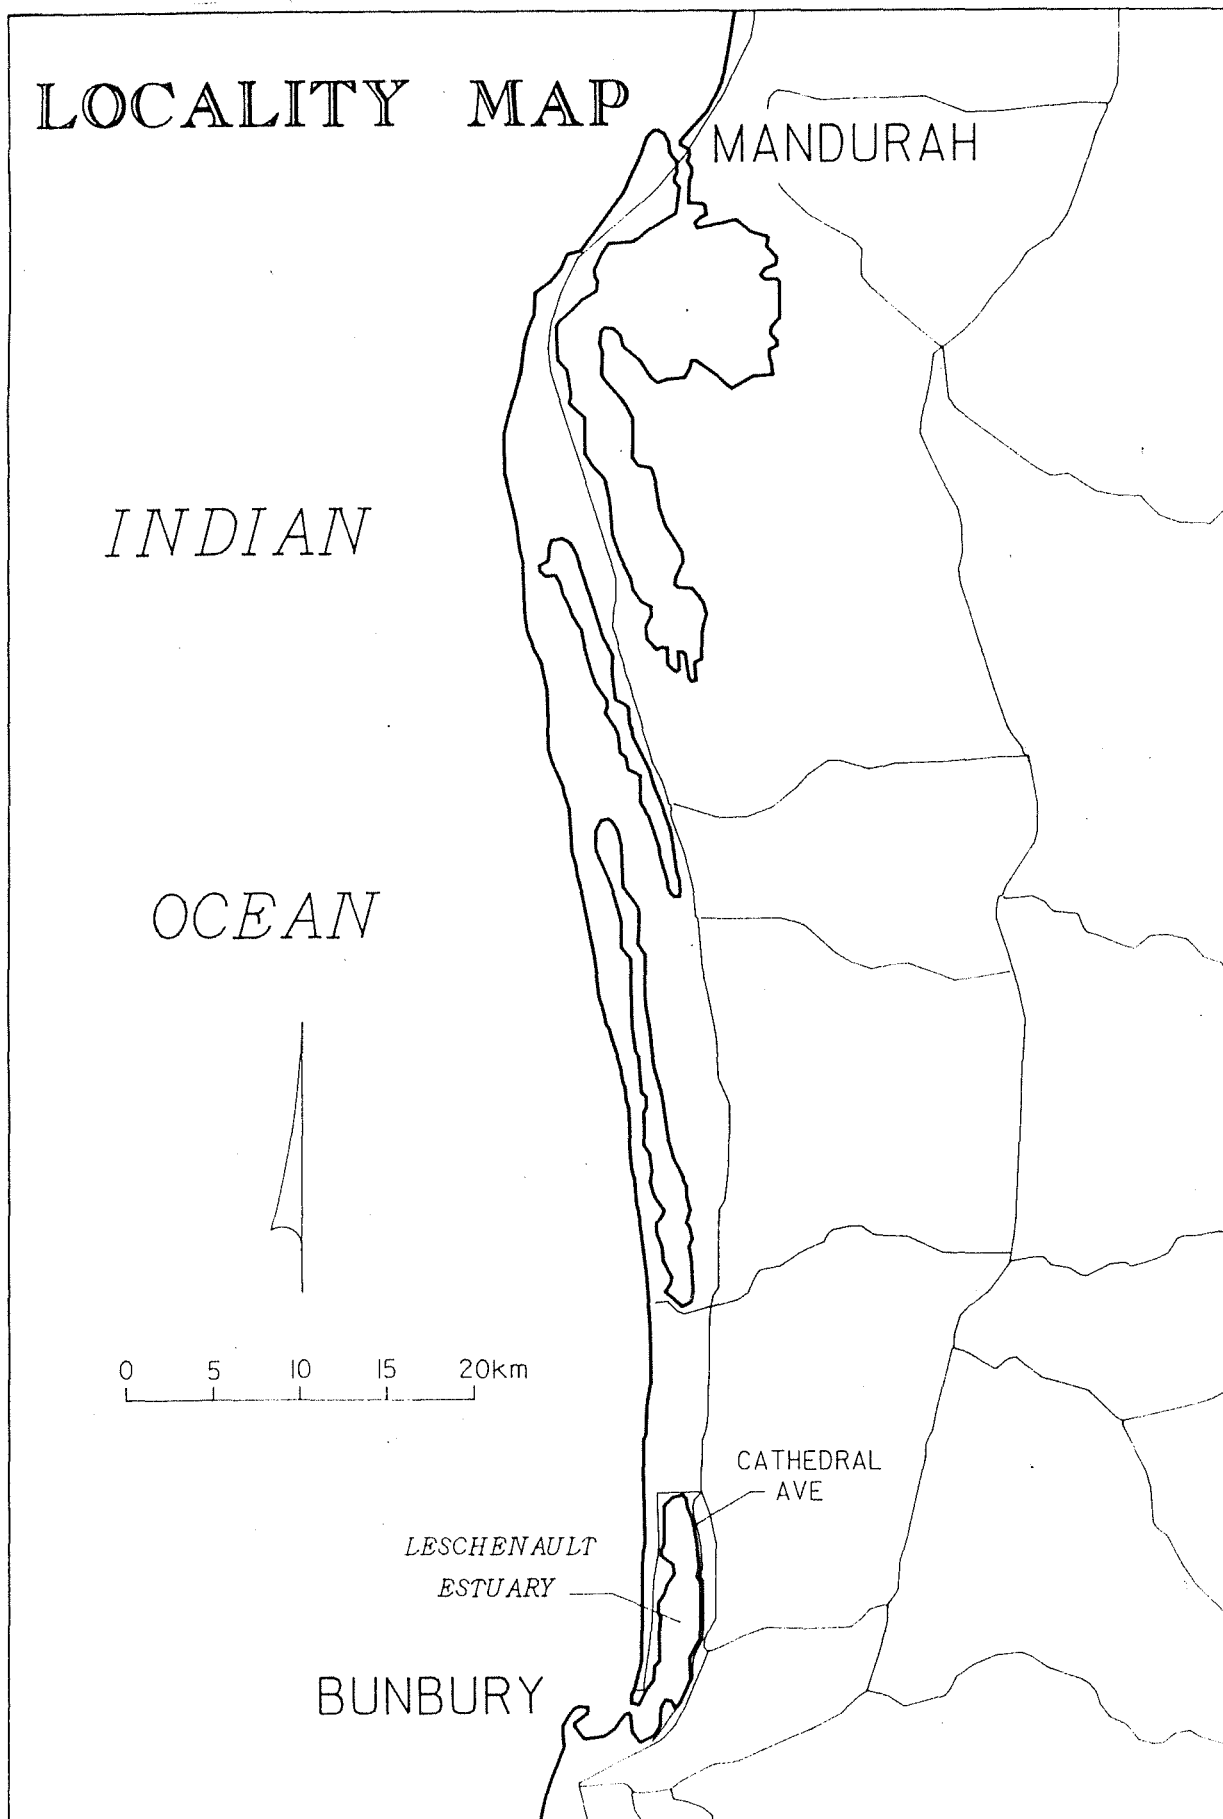 LOCALITY MAP
MANDURAH
INDIAN
OCEAN
0 5 10 15 20km
CATHEDRAL
AVE
LESCHENAULT
ESTUARY
BUNBURY